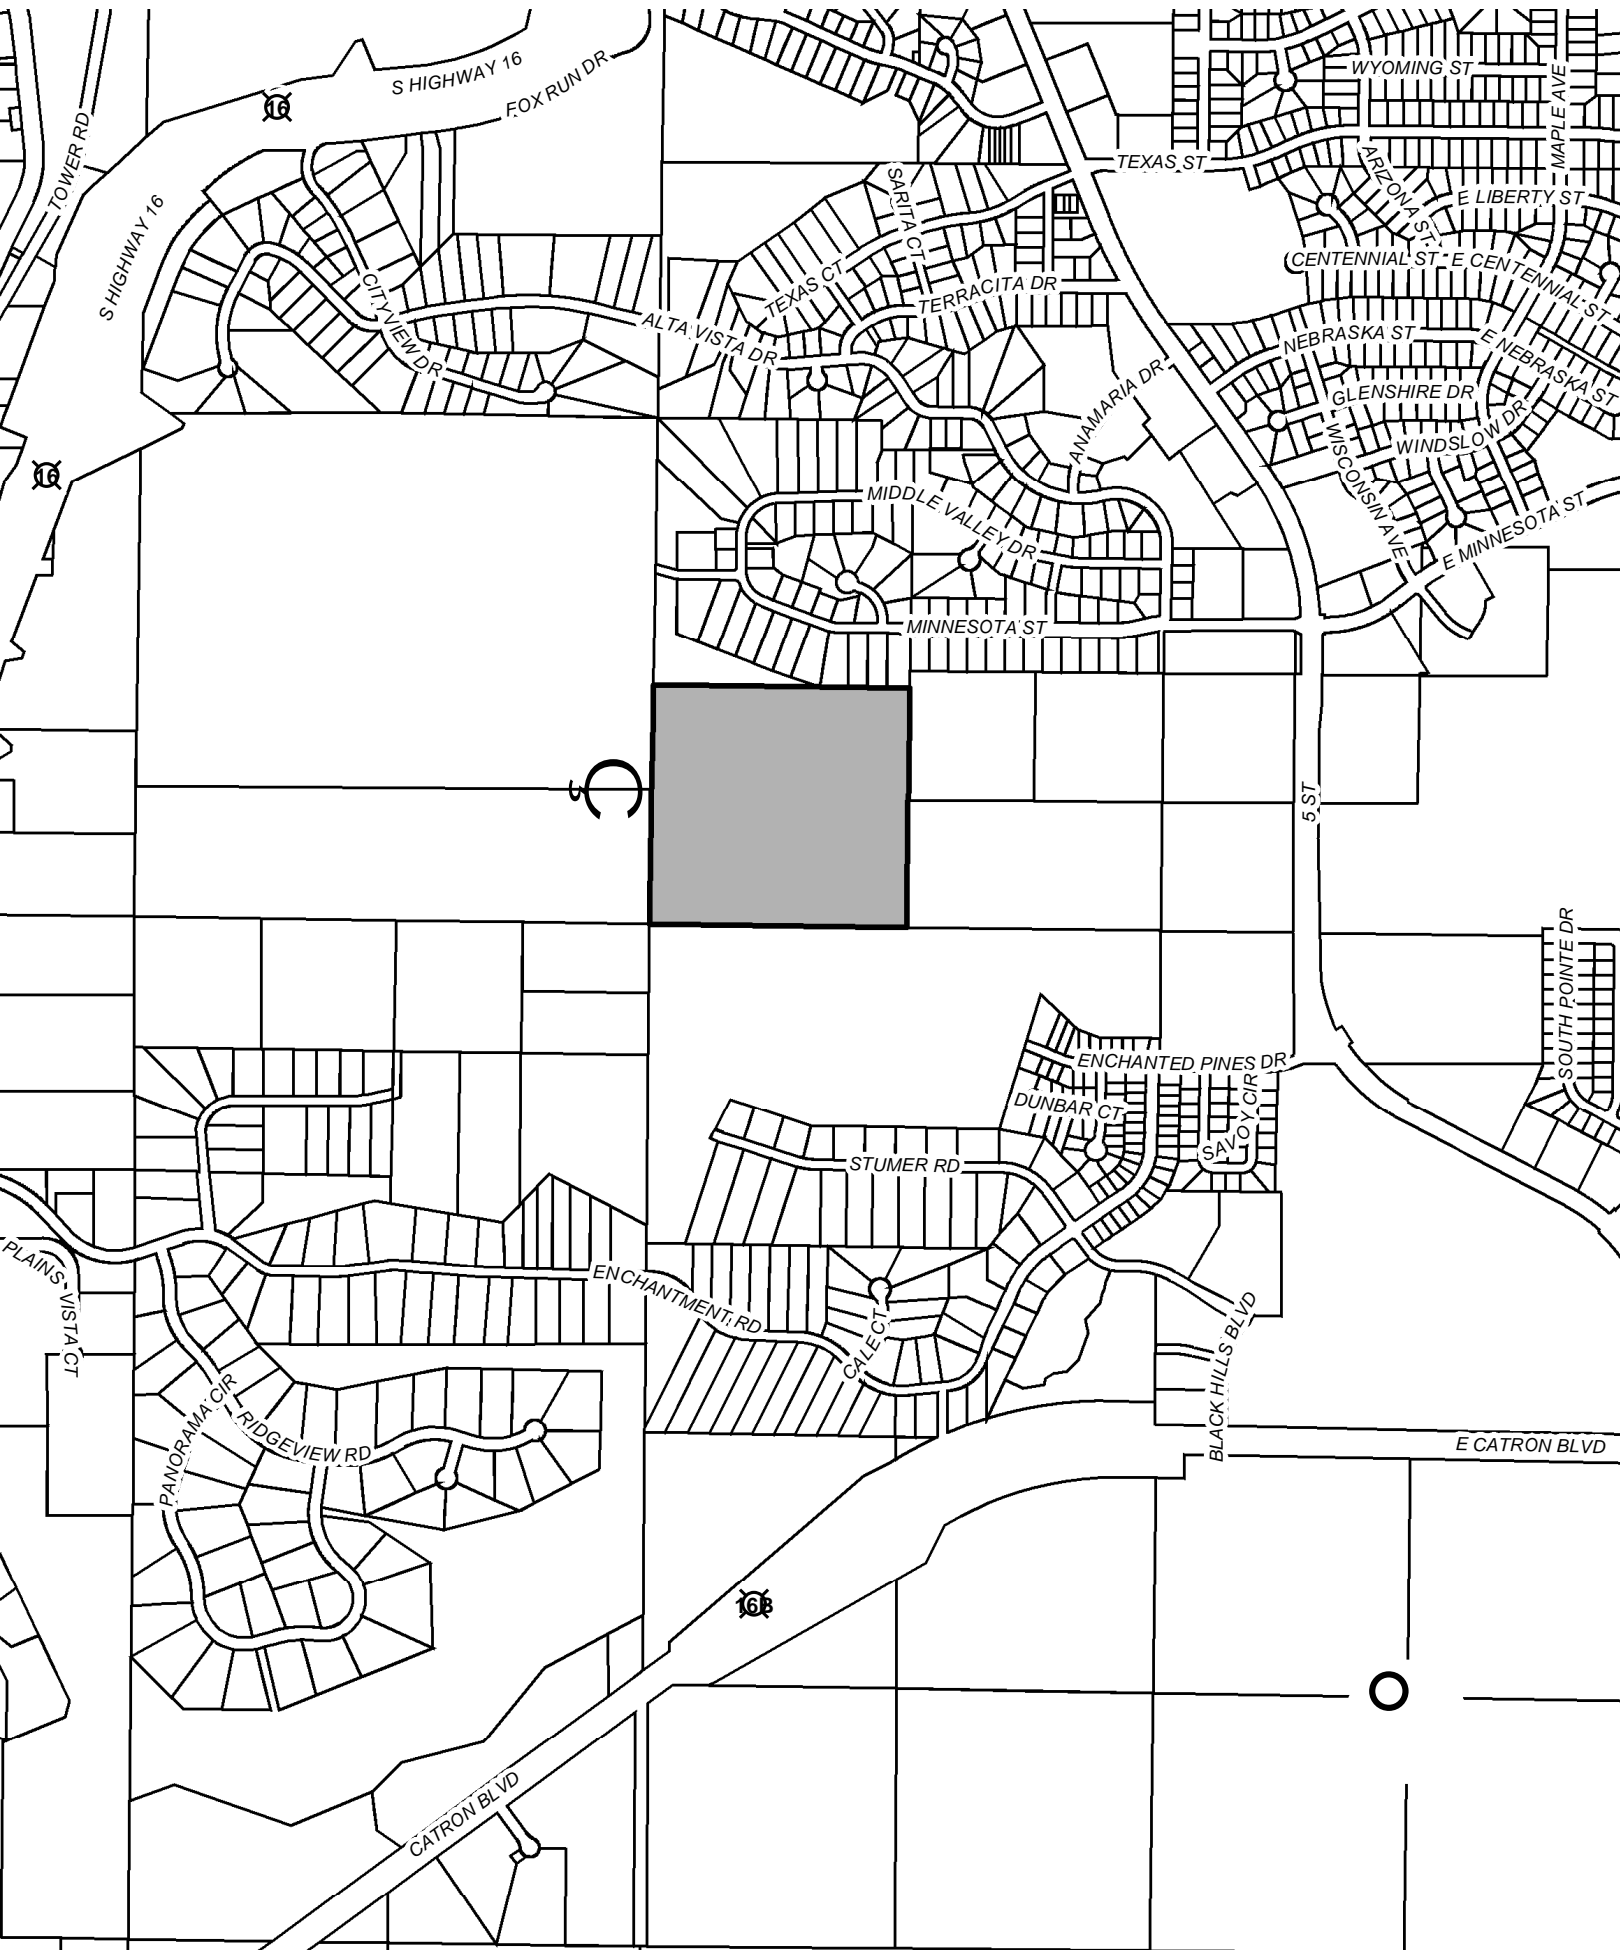 S HIGHWAY 16
FOX RUN DR
WYOMING ST
MAPLE AVE
16
TOWER RD
TEXAS ST
ARIZONA ST
SARITA CT
E LIBERTY ST
S HIGHWAY 16
CENTENNIAL ST
E CENTENNIAL ST
TEXAS CT
TERRACITA DR
CITY VIEW DR
ALTA VISTA DR
NEBRASKA ST
E NEBRASKA ST
ANAMARIA DR
GLENSHIRE DR
WINDSLOW DR
WISCONSIN AVE
16
MIDDLE VALLEY DR
E MINNESOTA ST
MINNESOTA ST
5 ST
SOUTH POINTE DR
ENCHANTED PINES DR
DUNBAR CT
SAVOY CIR
STUMER RD
PLAINS VISTA CT
ENCHANTMENT RD
CALE CT
BLACK HILLS BLVD
PANORAMA CIR
RIDGEVIEW RD
E CATRON BLVD
16B
CATRON BLVD